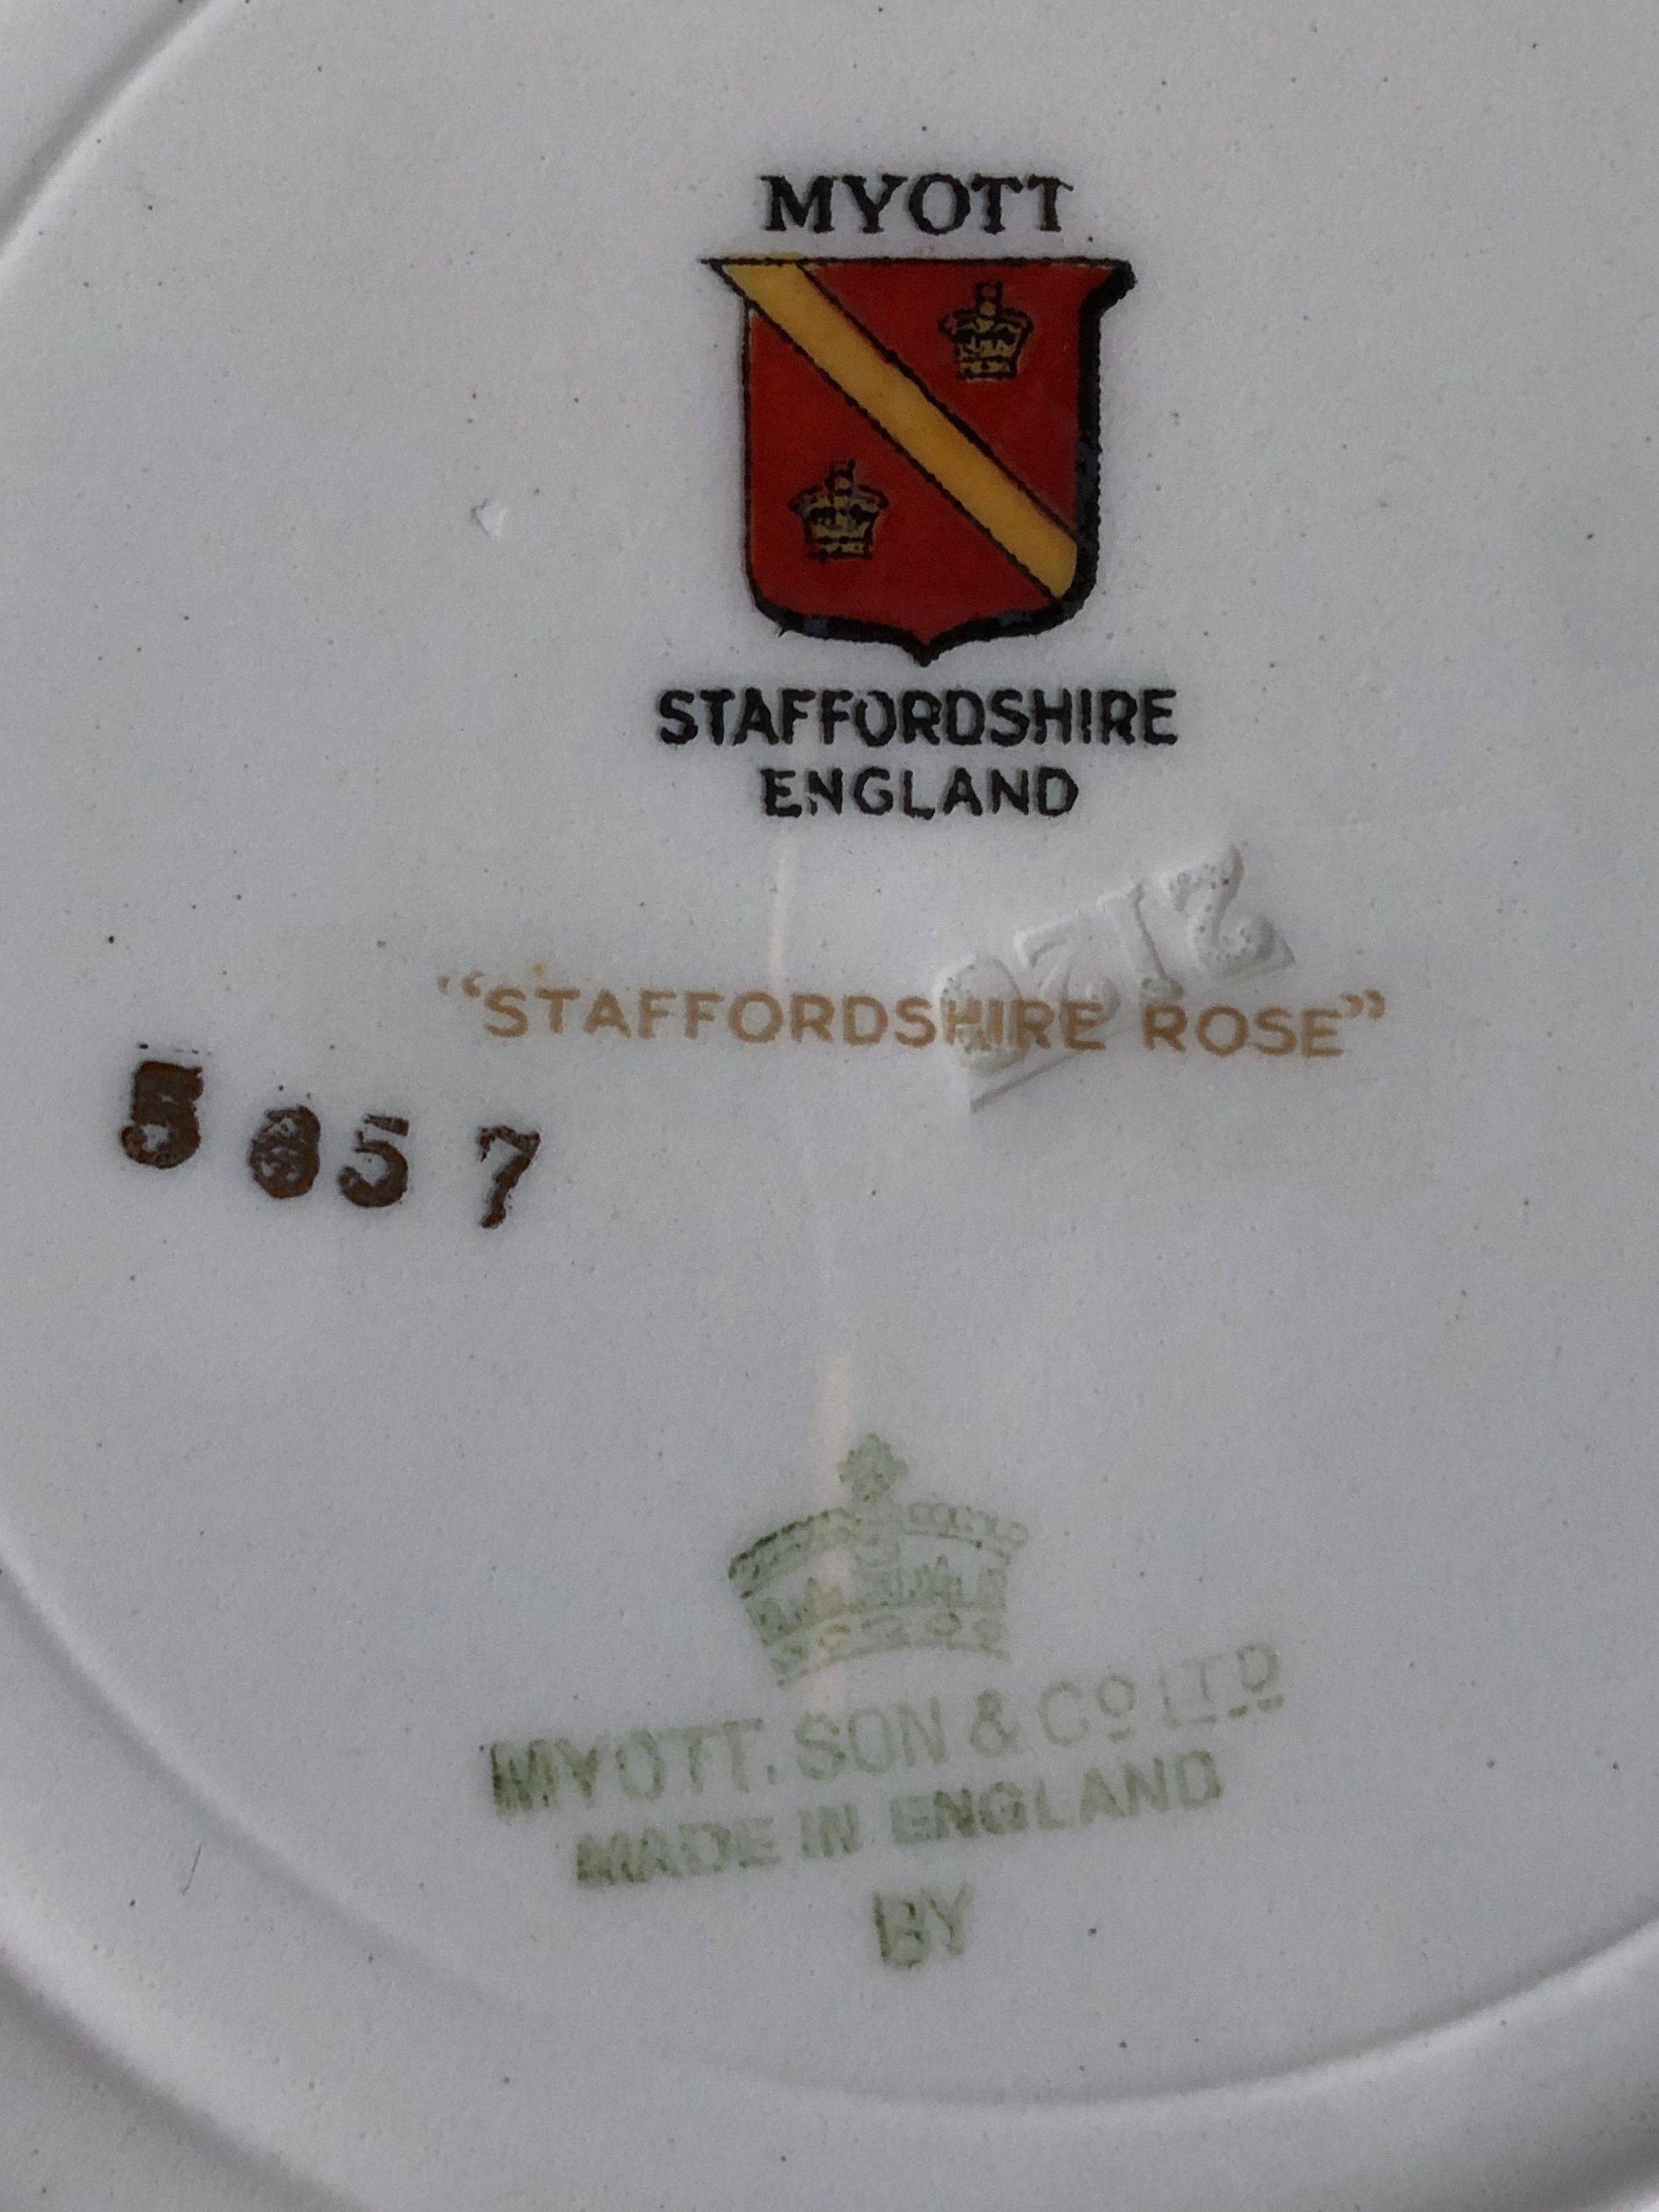 MYOTT
STAFFORDSHIRE
ENGLAND
"STAFFORDSHIRE ROSE"
5857
MYOTT, SON & Co LTD
MADE IN ENGLAND
BY